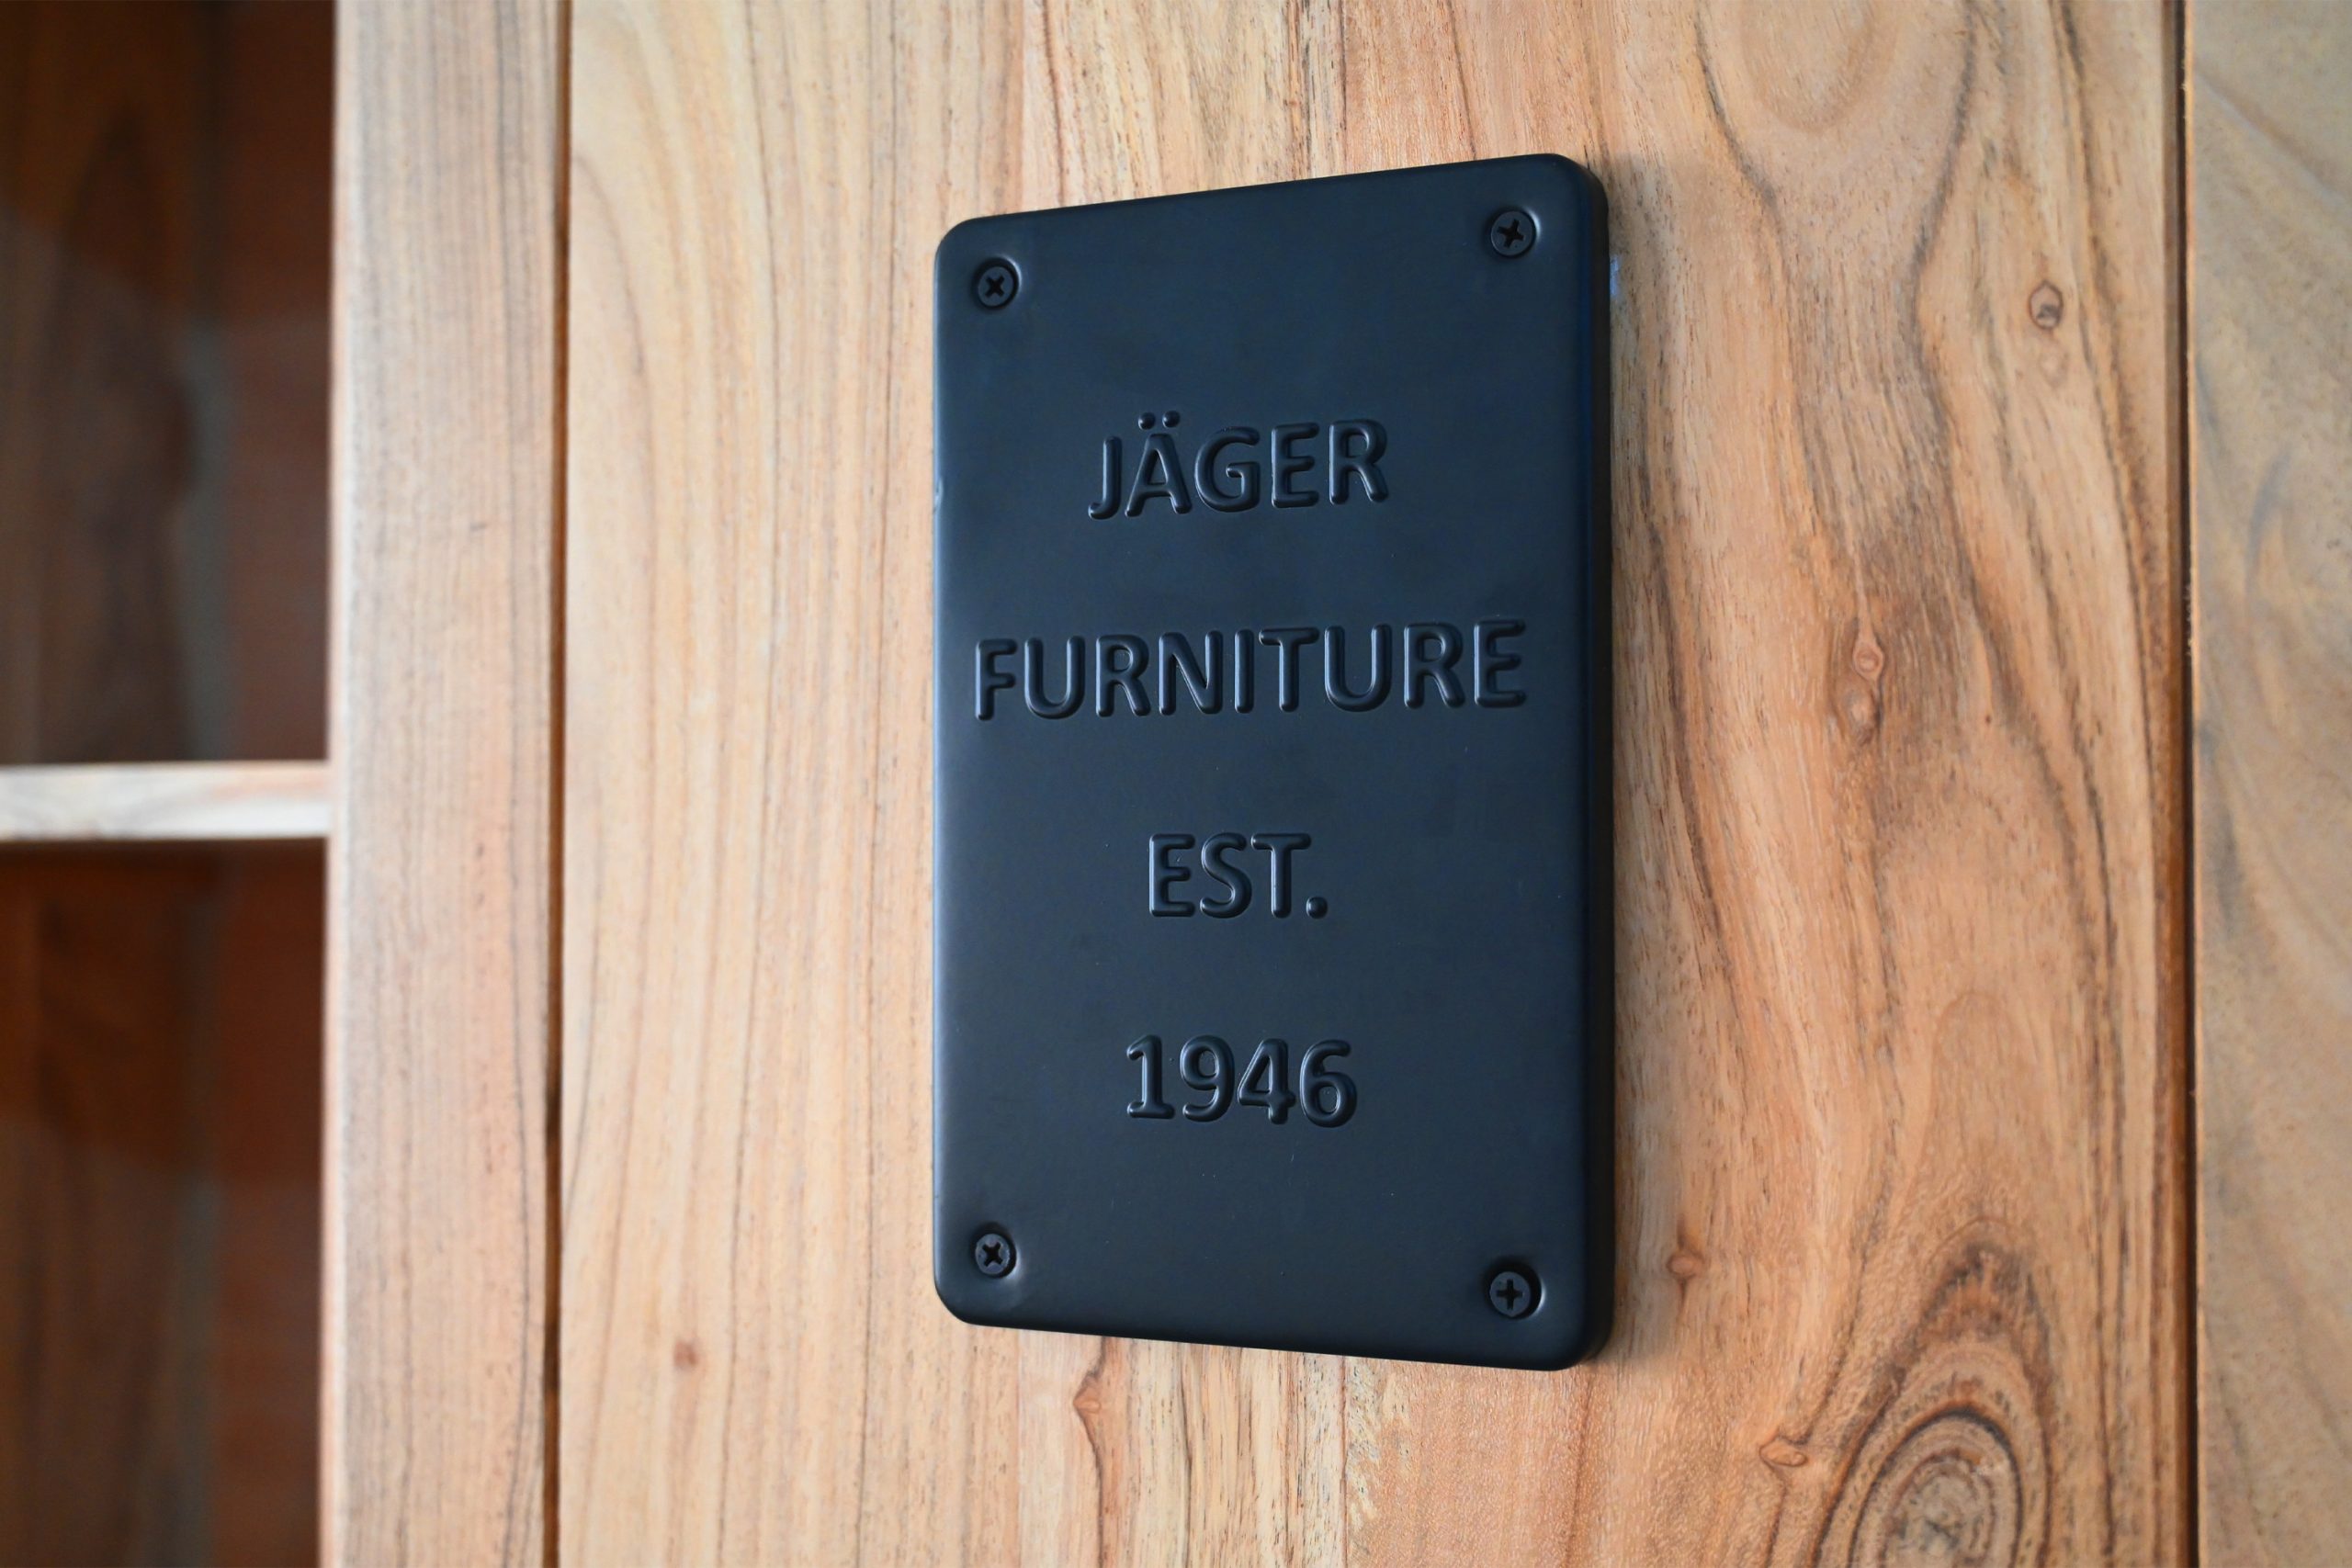 JÄGER
FURNITURE
EST.
1946